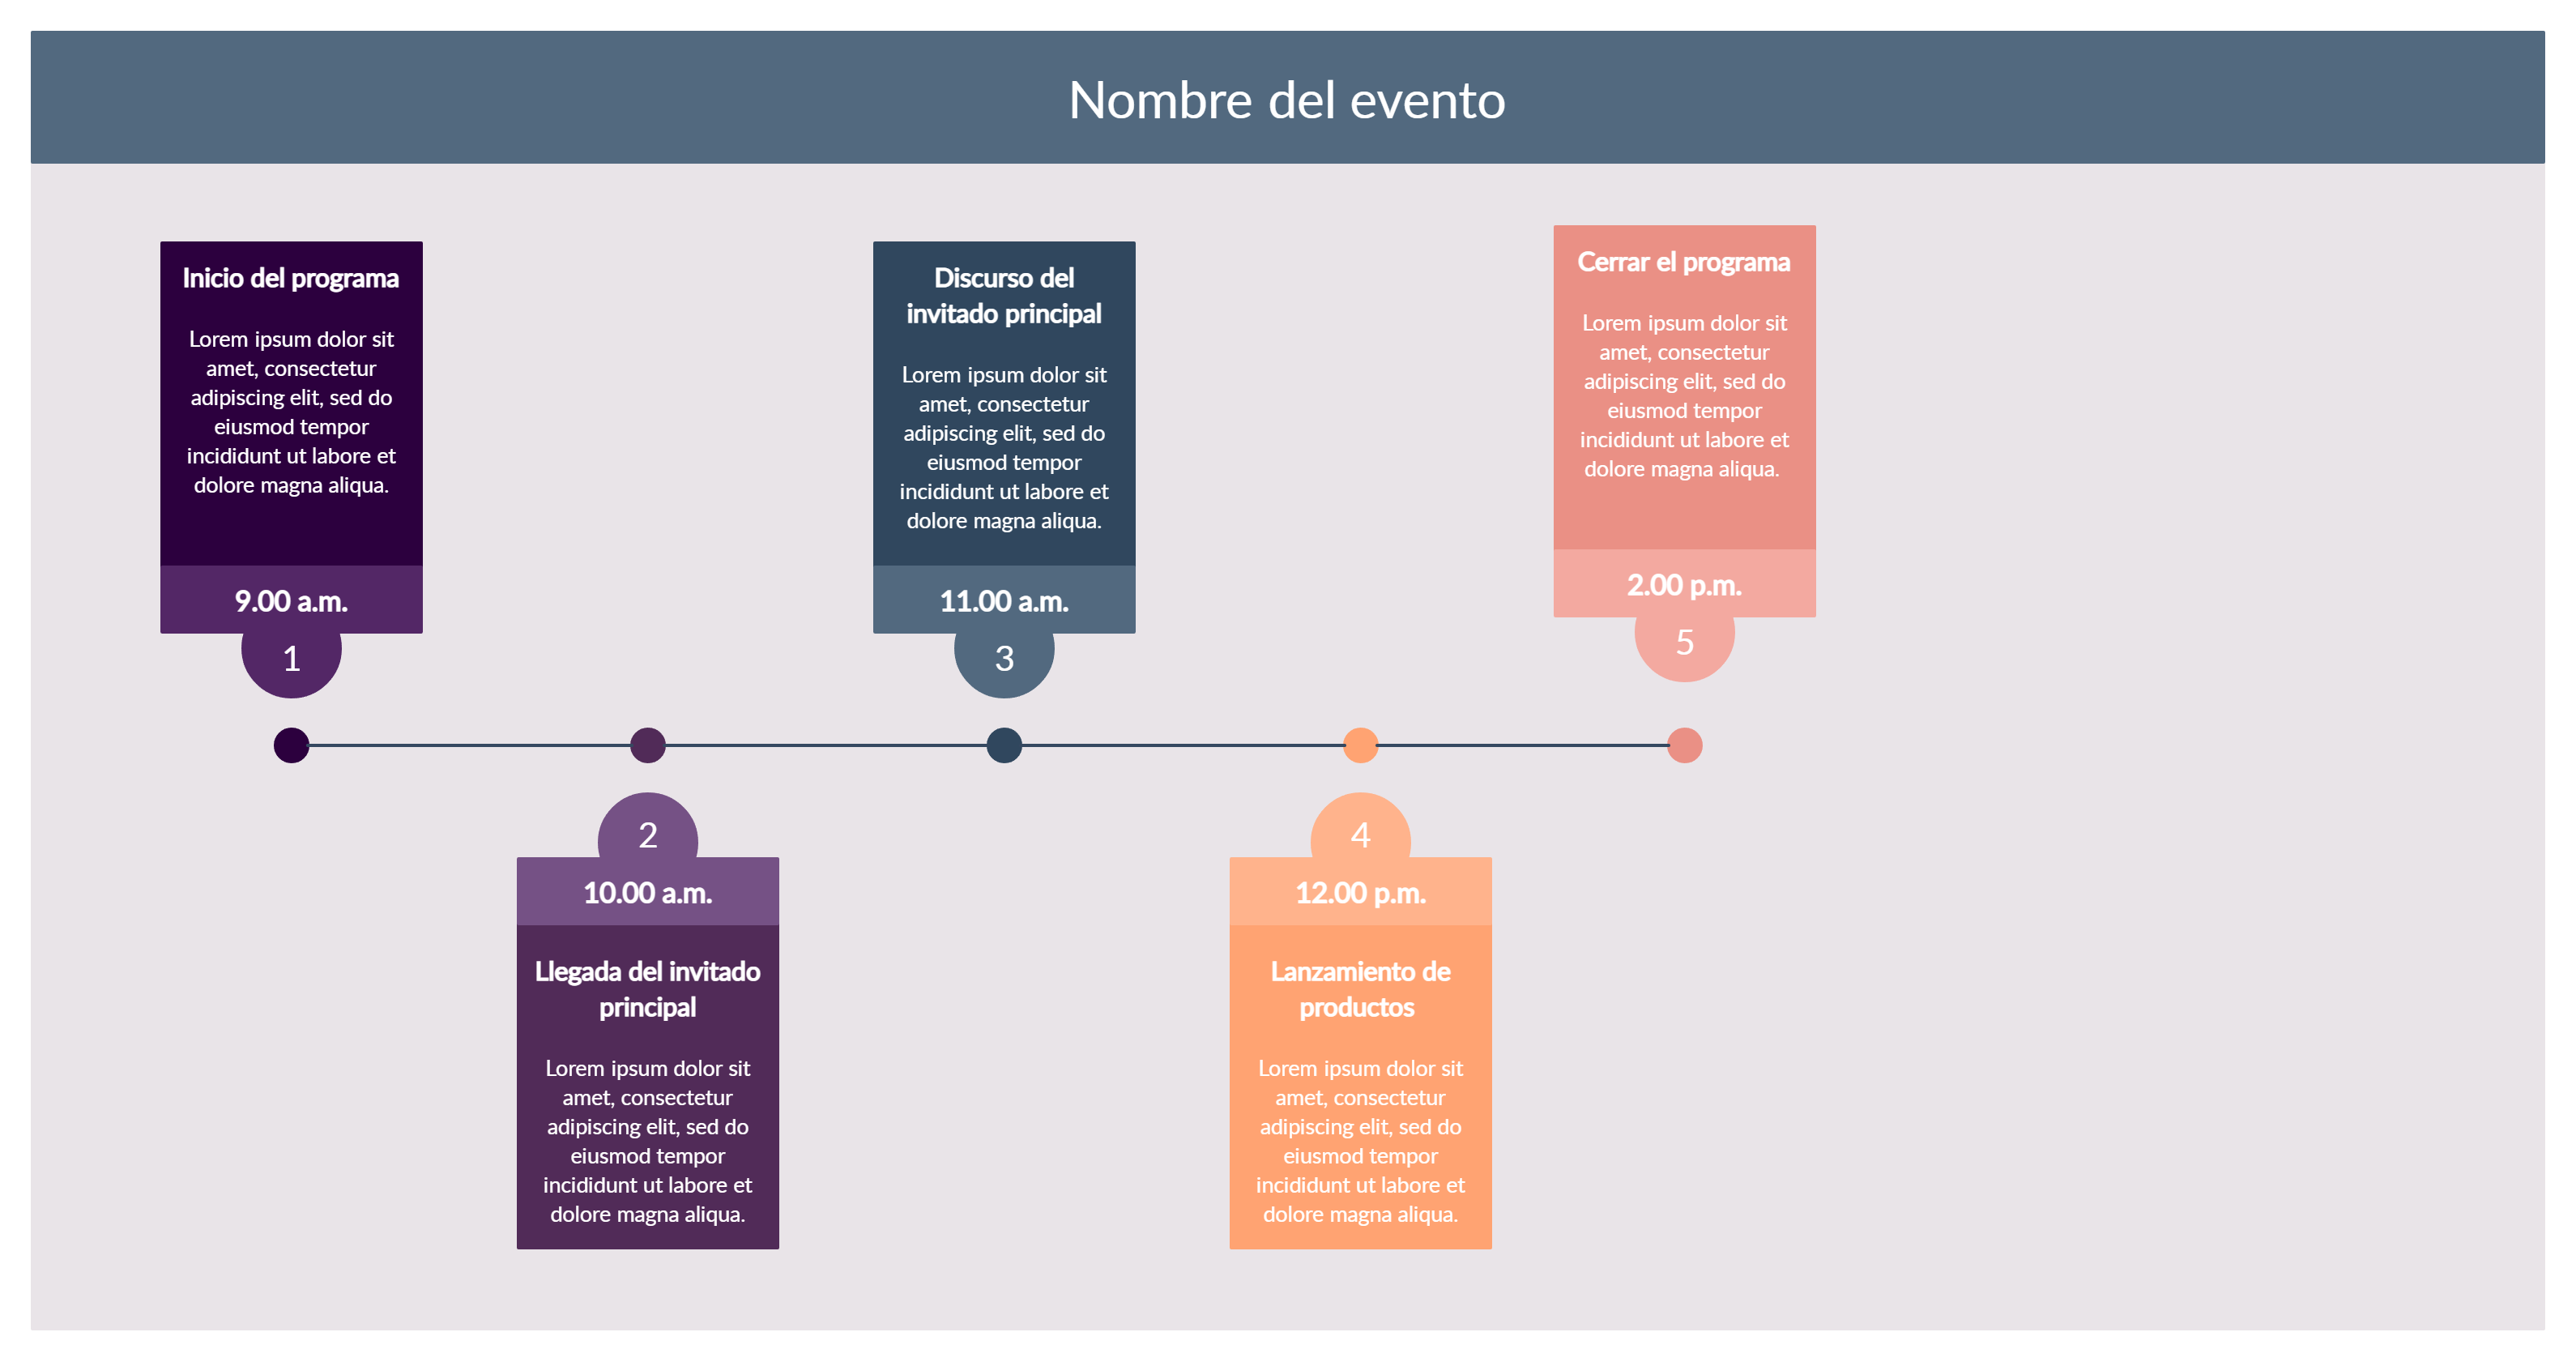 Nombre del evento
Inicio del programa
Lorem ipsum dolor sit
amet, consectetur
adipiscing elit, sed do
eiusmod tempor
incididunt ut labore et
dolore magna aliqua.
9.00 a.m.
1
2
10.00 a.m.
Llegada del invitado
principal
Lorem ipsum dolor sit
amet, consectetur
adipiscing elit, sed do
eiusmod tempor
incididunt ut labore et
dolore magna aliqua.
Discurso del
invitado principal
Lorem ipsum dolor sit
amet, consectetur
adipiscing elit, sed do
eiusmod tempor
incididunt ut labore et
dolore magna aliqua.
11.00 a.m.
3
4
12.00 p.m.
Lanzamiento de
productos
Lorem ipsum dolor sit
amet, consectetur
adipiscing elit, sed do
eiusmod tempor
incididunt ut labore et
dolore magna aliqua.
Cerrar el programa
Lorem ipsum dolor sit
amet, consectetur
adipiscing elit, sed do
eiusmod tempor
incididunt ut labore et
dolore magna aliqua.
2.00 p.m.
5